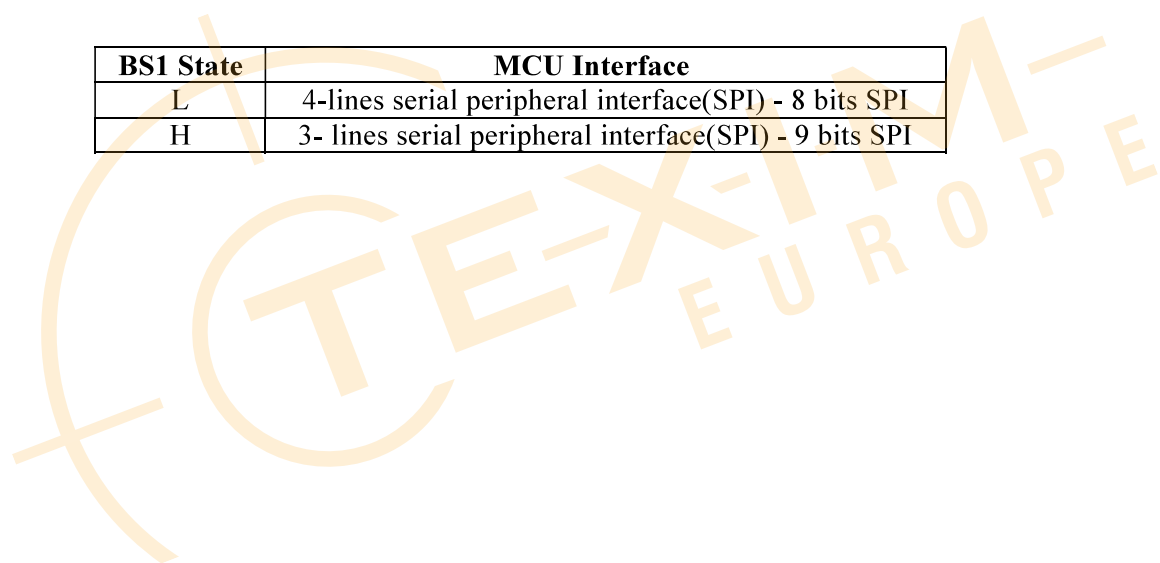 BS1 State MCU Interface
L 4-lines serial peripheral interface(SPI) - 8 bits SPI
H 3- lines serial peripheral interface(SPI) - 9 bits SPI
TEXIM
EUROPE